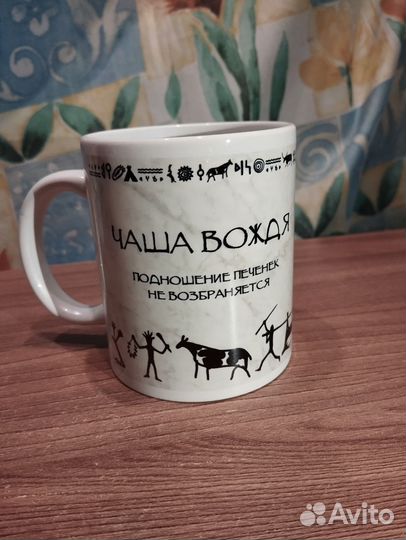 ЧАША ВОЖДЯ
ПОДНОШЕНИЕ ПЕЧЕНЕК
НЕ ВОЗБРАНЯЕТСЯ
Avito